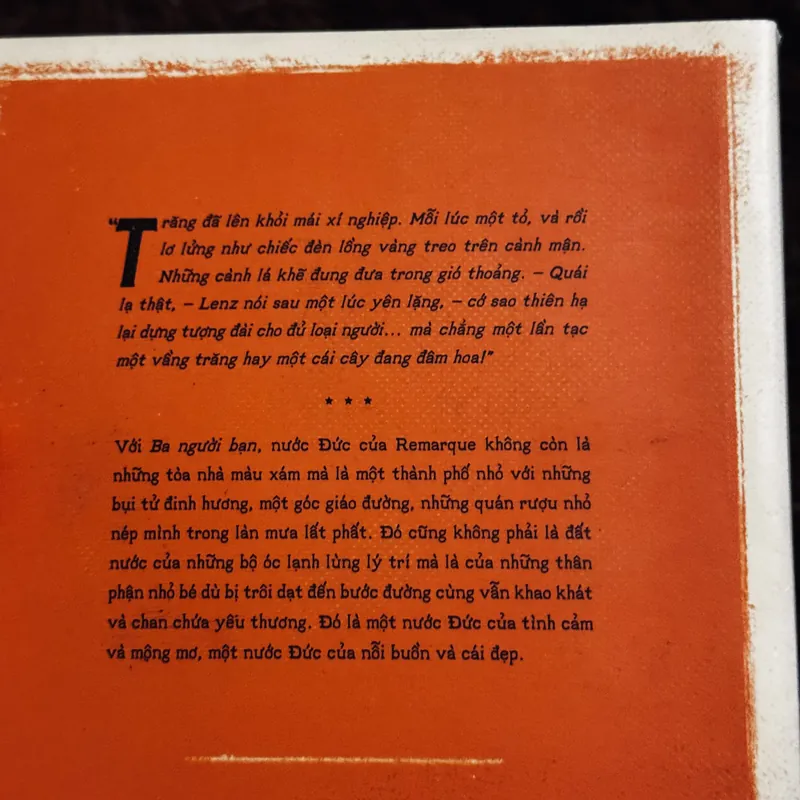 "Trăng đã lên khỏi mái xí nghiệp. Mỗi lúc một tỏ, và rồi
lơ lửng như chiếc đèn lồng vàng treo trên cành mận.
Những cành lá khẽ đung đưa trong gió thoảng. – Quái
lạ thật, – Lenz nói sau một lúc yên lặng, – cớ sao thiên hạ
lại dựng tượng đài cho đủ loại người... mà chẳng một lần tạc
một vầng trăng hay một cái cây đang đâm hoa!"
* * *
Với Ba người bạn, nước Đức của Remarque không còn là
những tòa nhà màu xám mà là một thành phố nhỏ với những
bụi tử đinh hương, một góc giáo đường, những quán rượu nhỏ
nép mình trong làn mưa lất phất. Đó cũng không phải là đất
nước của những bộ óc lạnh lùng lý trí mà là của những thân
phận nhỏ bé dù bị trôi dạt đến bước đường cùng vẫn khao khát
và chan chứa yêu thương. Đó là một nước Đức của tình cảm
và mộng mơ, một nước Đức của nỗi buồn và cái đẹp.